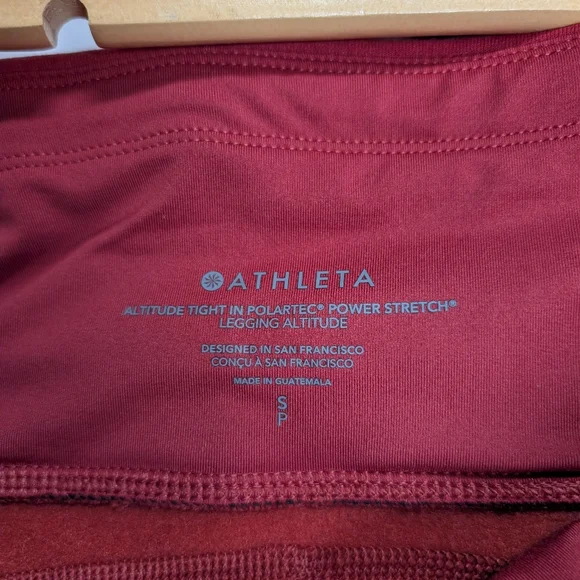 ATHLETA
ALTITUDE TIGHT IN POLARTEC® POWER STRETCH®
LEGGING ALTITUDE
DESIGNED IN SAN FRANCISCO
CONÇU À SAN FRANCISCO
MADE IN GUATEMALA
S
P